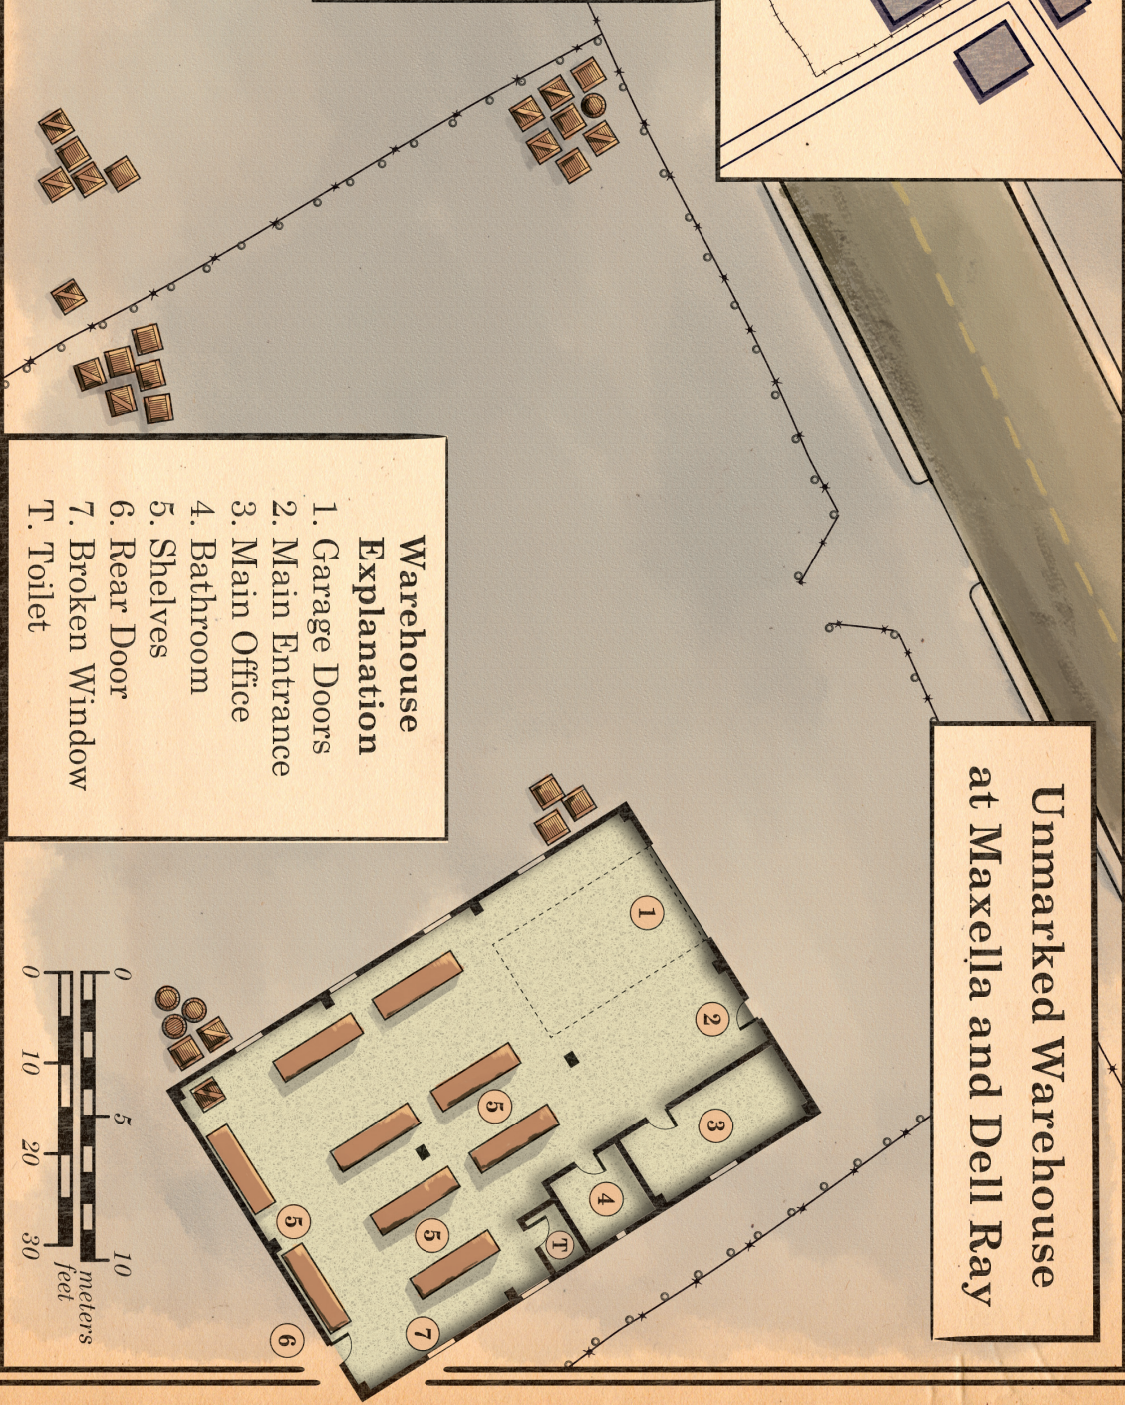 Unmarked Warehouse
at Maxella and Dell Ray
Warehouse
Explanation
1. Garage Doors
2. Main Entrance
3. Main Office
4. Bathroom
5. Shelves
6. Rear Door
7. Broken Window
T. Toilet
1
2
3
4
T
5
5
5
7
6
0 5 10 meters
0 10 20 30 feet